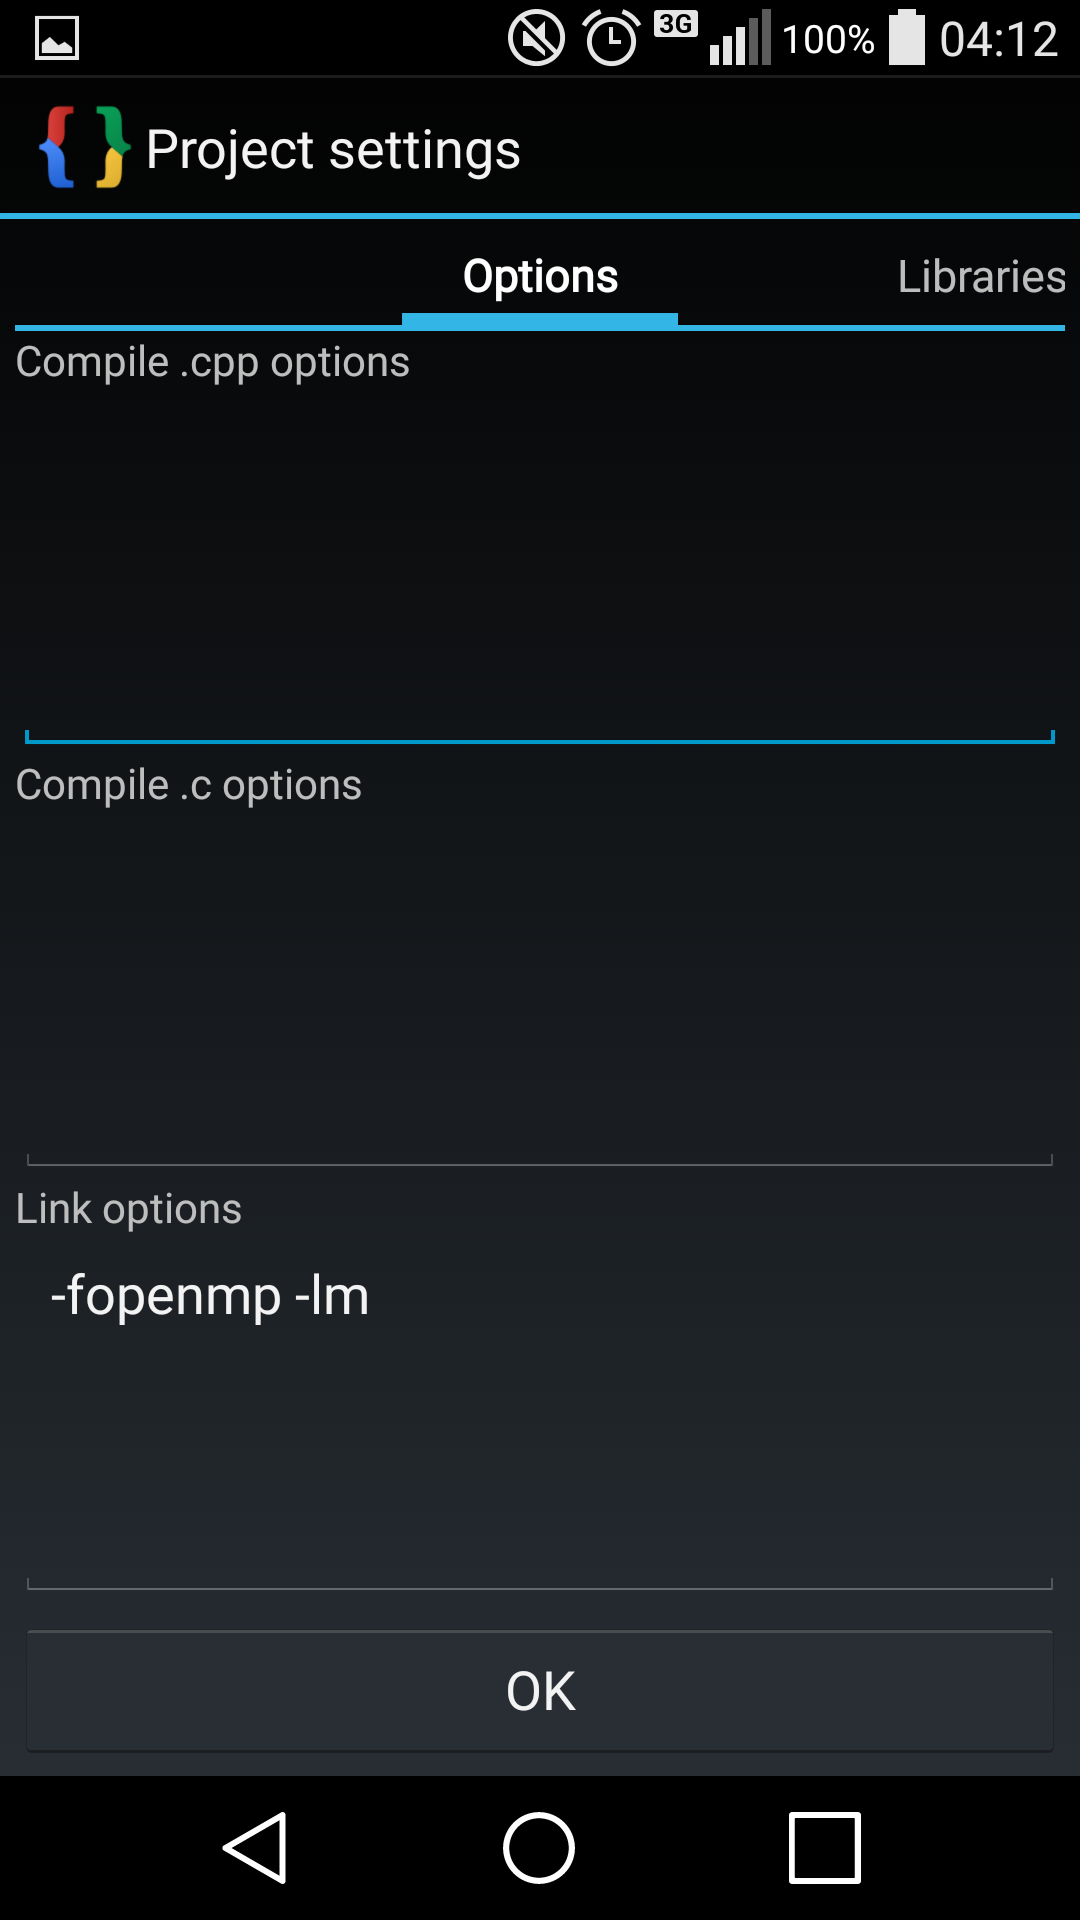 3G 100% 04:12
{ } Project settings
Options Libraries
Compile .cpp options
Compile .c options
Link options
-fopenmp -lm
OK